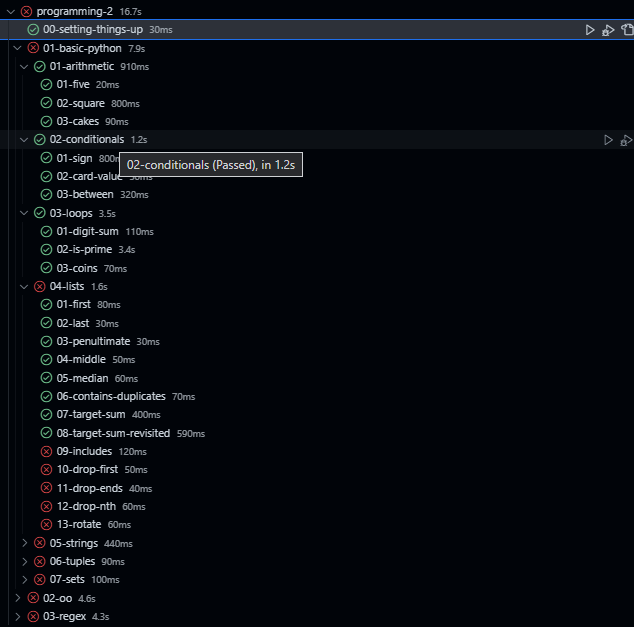 programming-2 16.7s
00-setting-things-up 30ms
01-basic-python 7.9s
01-arithmetic 910ms
01-five 20ms
02-square 800ms
03-cakes 90ms
02-conditionals 1.2s
01-sign 800m
02-conditionals (Passed), in 1.2s
02-card-value
03-between 320ms
03-loops 3.5s
01-digit-sum 110ms
02-is-prime 3.4s
03-coins 70ms
04-lists 1.6s
01-first 80ms
02-last 30ms
03-penultimate 30ms
04-middle 50ms
05-median 60ms
06-contains-duplicates 70ms
07-target-sum 400ms
08-target-sum-revisited 590ms
09-includes 120ms
10-drop-first 50ms
11-drop-ends 40ms
12-drop-nth 60ms
13-rotate 60ms
05-strings 440ms
06-tuples 90ms
07-sets 100ms
02-oo 4.6s
03-regex 4.3s